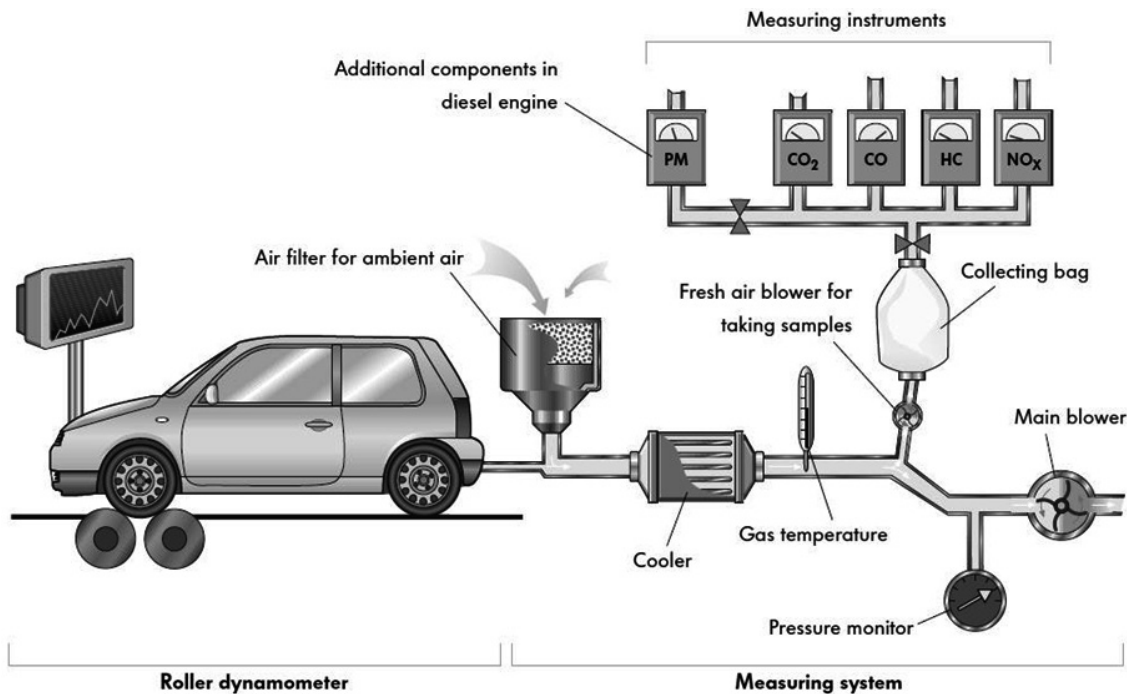 Measuring instruments
Additional components in
diesel engine
PM
CO₂
CO
HC
NOX
Air filter for ambient air
Fresh air blower for
taking samples
Collecting bag
Main blower
Cooler
Gas temperature
Pressure monitor
Roller dynamometer
Measuring system